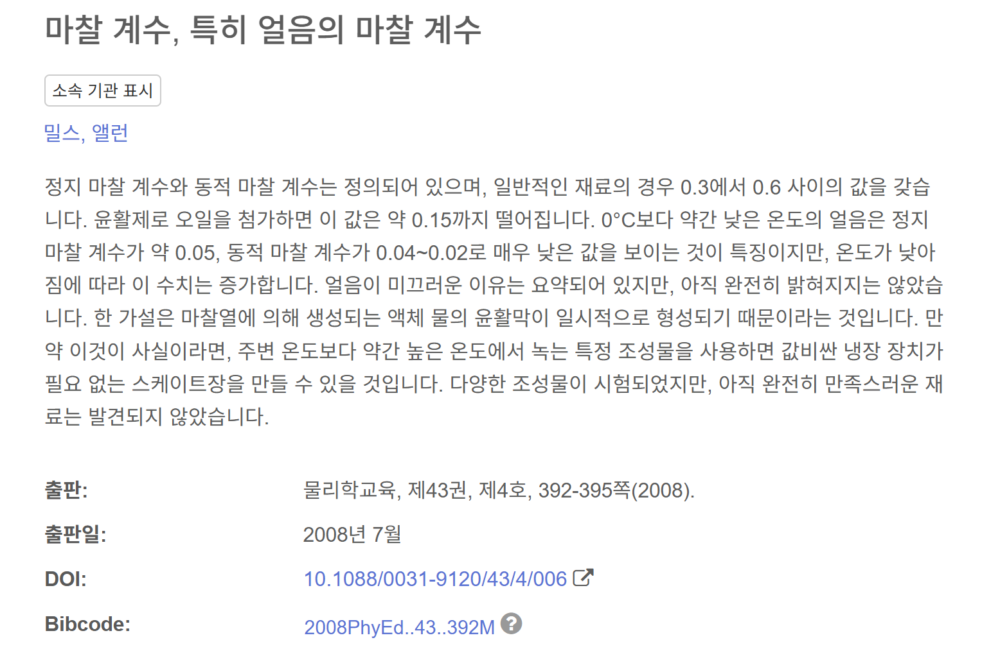 마찰 계수, 특히 얼음의 마찰 계수
소속 기관 표시
밀스, 앨런
정지 마찰 계수와 동적 마찰 계수는 정의되어 있으며, 일반적인 재료의 경우 0.3에서 0.6 사이의 값을 갖습
니다. 윤활제로 오일을 첨가하면 이 값은 약 0.15까지 떨어집니다. 0°C보다 약간 낮은 온도의 얼음은 정지
마찰 계수가 약 0.05, 동적 마찰 계수가 0.04~0.02로 매우 낮은 값을 보이는 것이 특징이지만, 온도가 낮아
짐에 따라 이 수치는 증가합니다. 얼음이 미끄러운 이유는 요약되어 있지만, 아직 완전히 밝혀지지는 않았습
니다. 한 가설은 마찰열에 의해 생성되는 액체 물의 윤활막이 일시적으로 형성되기 때문이라는 것입니다. 만
약 이것이 사실이라면, 주변 온도보다 약간 높은 온도에서 녹는 특정 조성물을 사용하면 값비싼 냉장 장치가
필요 없는 스케이트장을 만들 수 있을 것입니다. 다양한 조성물이 시험되었지만, 아직 완전히 만족스러운 재
료는 발견되지 않았습니다.
출판: 물리학교육, 제43권, 제4호, 392-395쪽(2008).
출판일: 2008년 7월
DOI: 10.1088/0031-9120/43/4/006
Bibcode: 2008PhyEd..43..392M